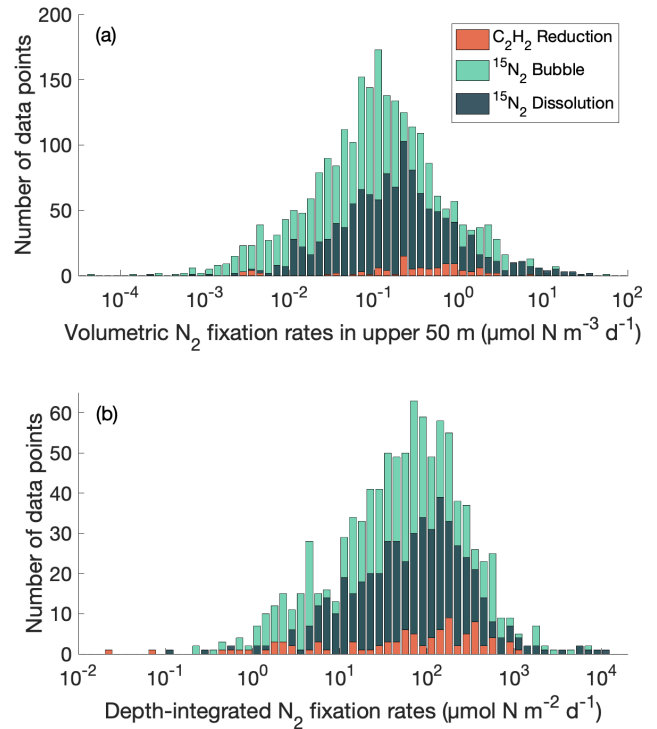 (a)
C₂H₂ Reduction
¹⁵N₂ Bubble
¹⁵N₂ Dissolution
Number of data points
200
150
100
50
0
10⁻⁴ 10⁻³ 10⁻² 10⁻¹ 10⁰ 10¹ 10²
Volumetric N₂ fixation rates in upper 50 m (μmol N m⁻³ d⁻¹)
(b)
Number of data points
60
50
40
30
20
10
0
10⁻² 10⁻¹ 10⁰ 10¹ 10² 10³ 10⁴
Depth-integrated N₂ fixation rates (μmol N m⁻² d⁻¹)